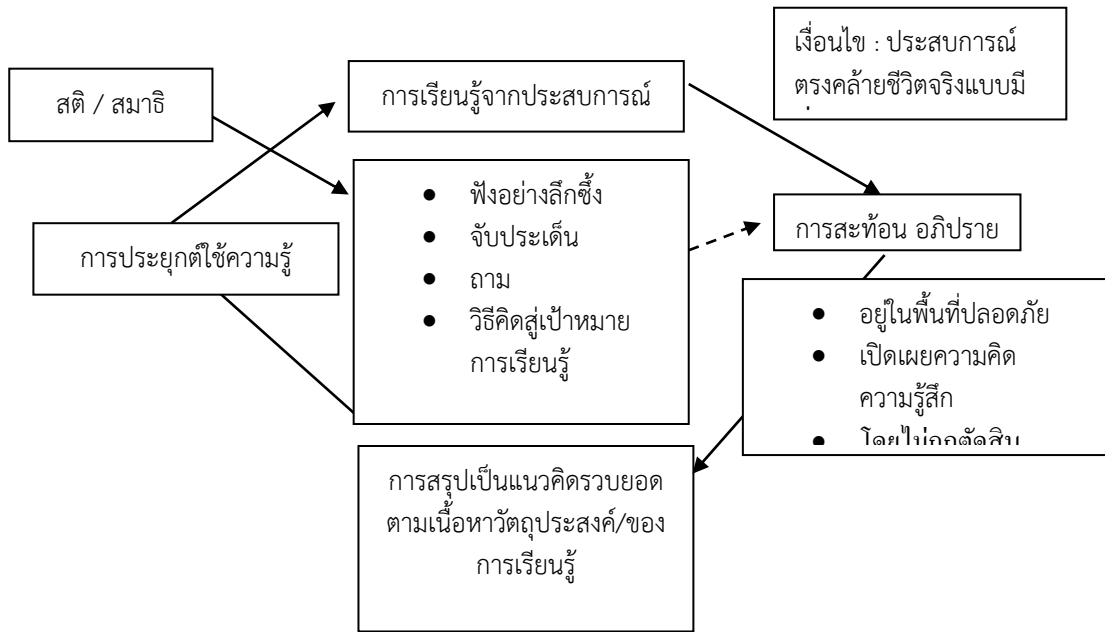 เงื่อนไข : ประสบการณ์
ตรงคล้ายชีวิตจริงแบบมี
สติ / สมาธิ
การเรียนรู้จากประสบการณ์
● ฟังอย่างลึกซึ้ง
● จับประเด็น
● ถาม
● วิธีคิดสู่เป้าหมาย
การเรียนรู้
การสะท้อน อภิปราย
การประยุกต์ใช้ความรู้
● อยู่ในพื้นที่ปลอดภัย
● เปิดเผยความคิด
ความรู้สึก
● โดยไม่ถูกตัดสิน
การสรุปเป็นแนวคิดรวบยอด
ตามเนื้อหาวัตถุประสงค์/ของ
การเรียนรู้